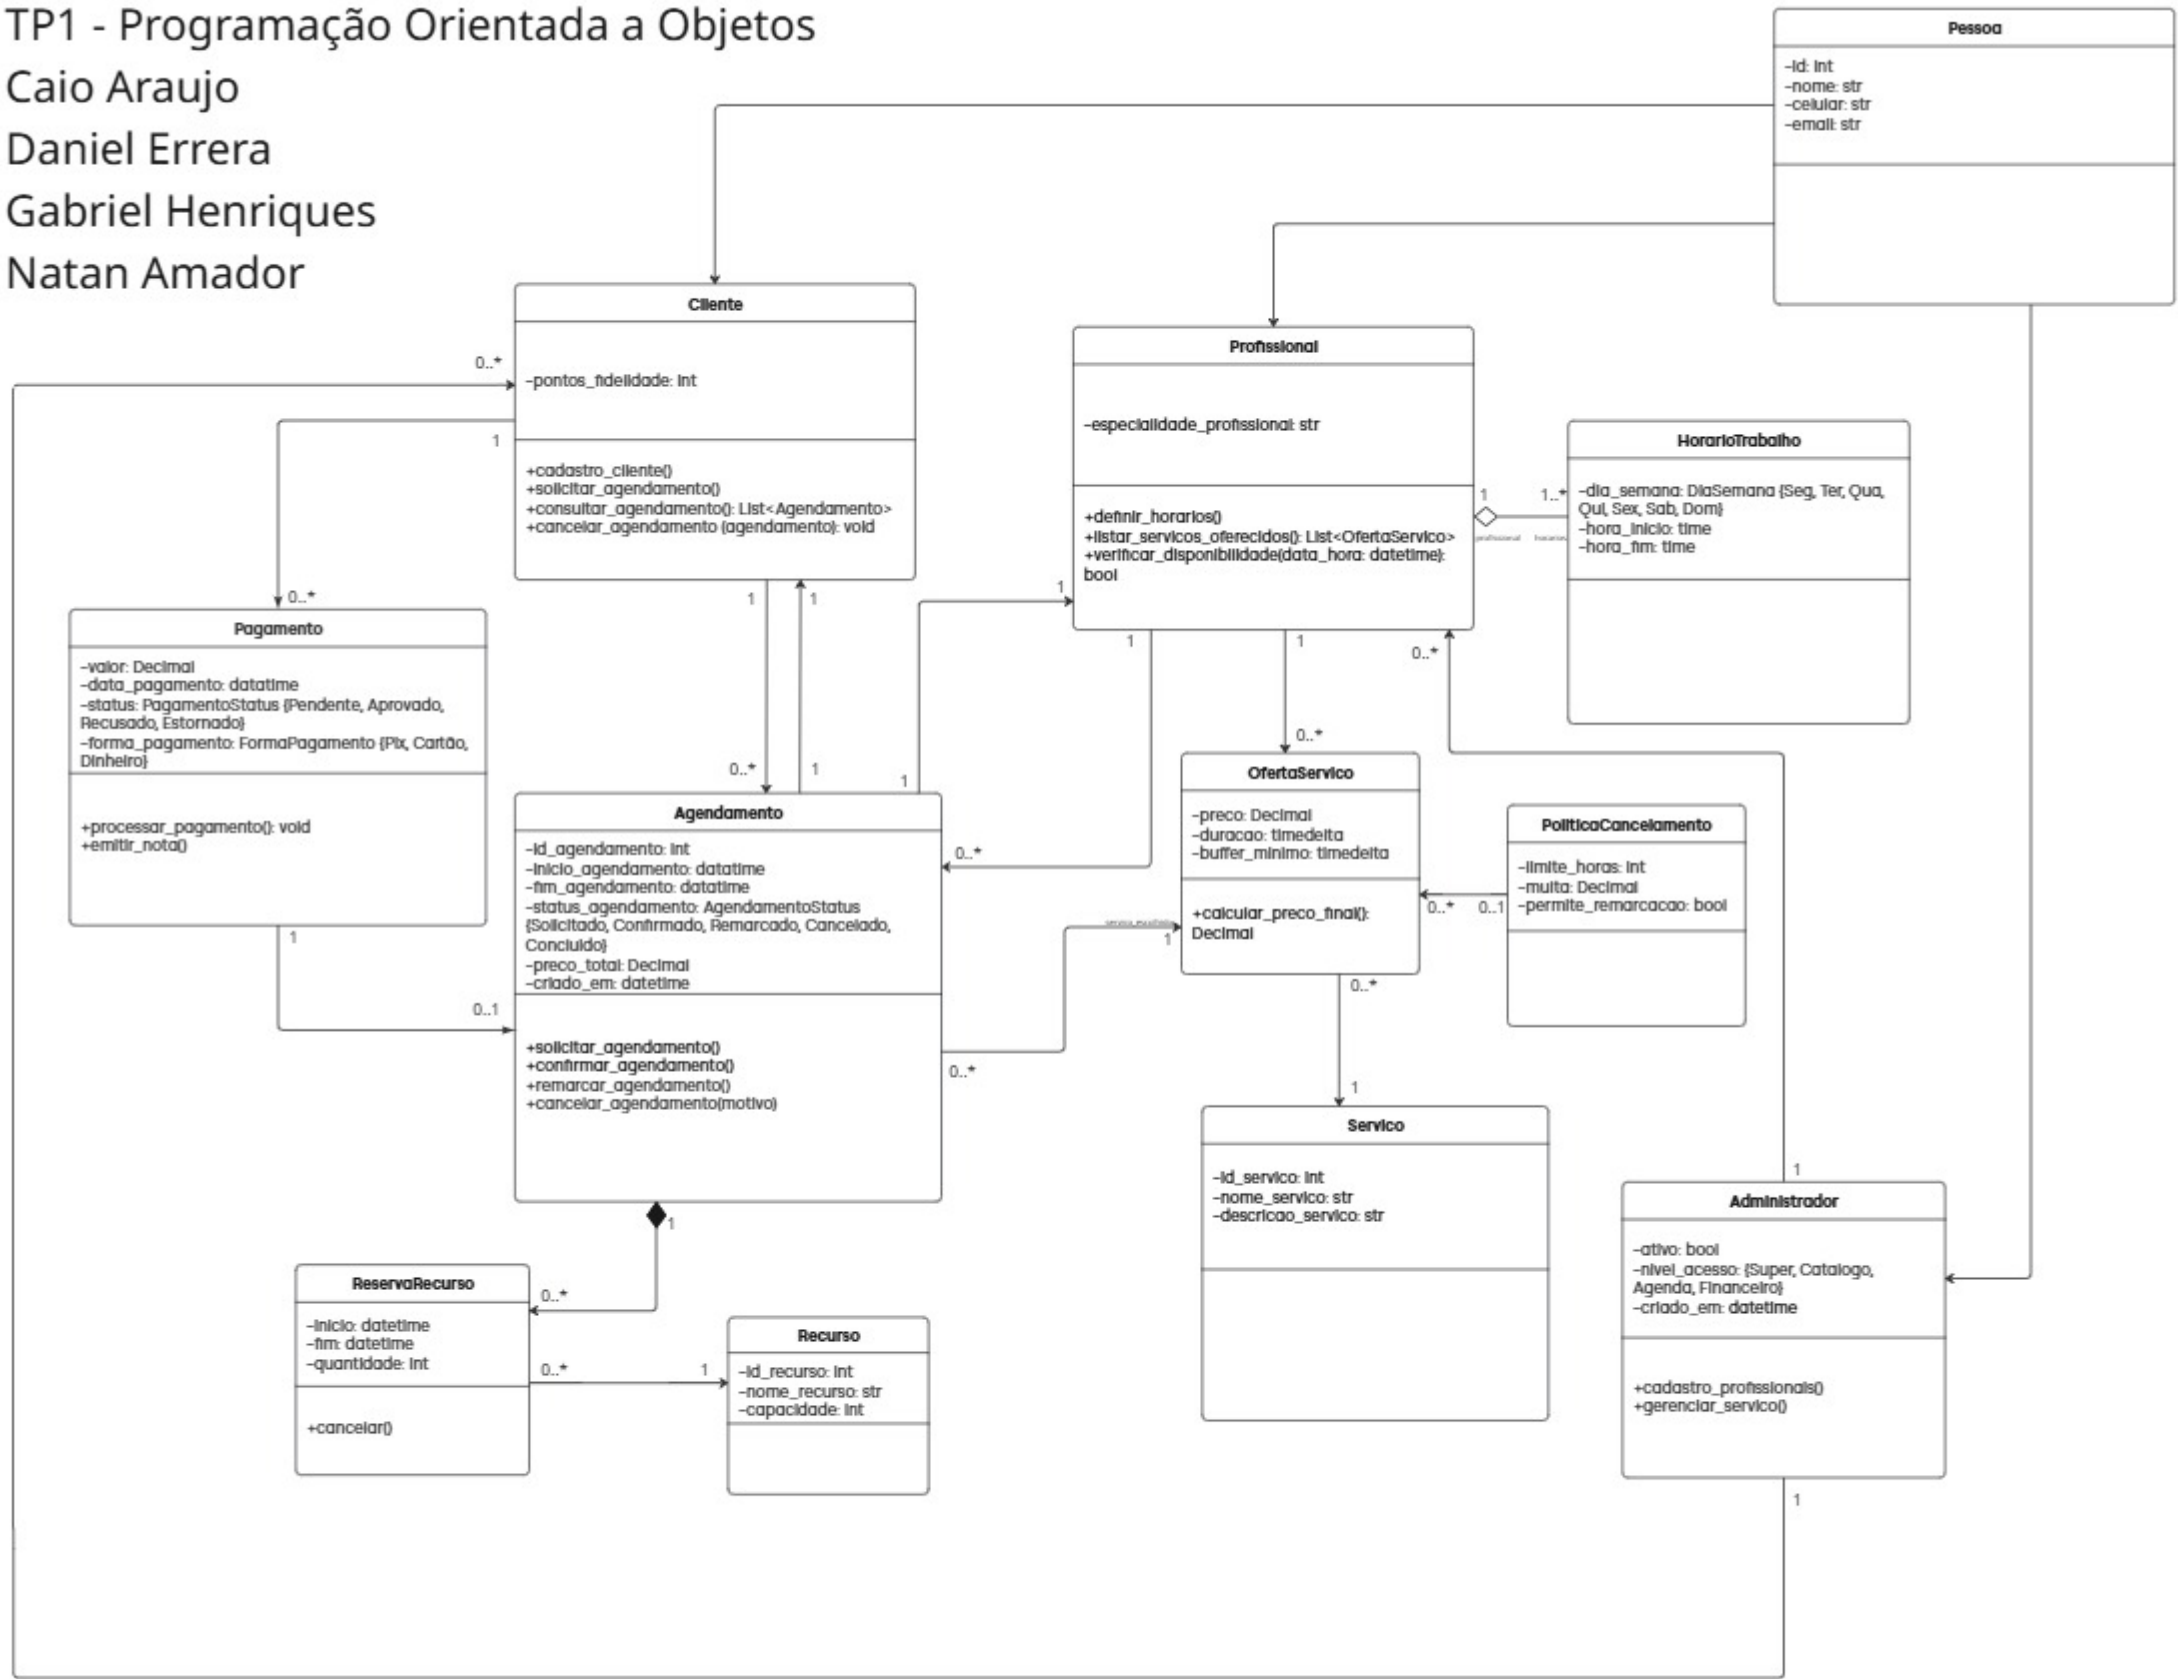 TP1 - Programação Orientada a Objetos
Caio Araujo
Daniel Errera
Gabriel Henriques
Natan Amador
Pessoa
-id: int
-nome: str
-celular: str
-email: str
Cliente
-pontos_fidelidade: int
+cadastro_cliente()
+solicitar_agendamento()
+consultar_agendamento(): List<Agendamento>
+cancelar_agendamento (agendamento): void
0..*
1
1
1
Profissional
-especialidade_profissional: str
+definir_horarios()
+listar_servicos_oferecidos(): List<OfertaServico>
+verificar_disponibilidade(data_hora: datetime):
bool
1
1..*
profissional
horarios
1
1
1
0..*
HorarioTrabalho
-dia_semana: DiaSemana {Seg, Ter, Qua,
Qui, Sex, Sab, Dom}
-hora_inicio: time
-hora_fim: time
0..*
Pagamento
-valor: Decimal
-data_pagamento: datatime
-status: PagamentoStatus {Pendente, Aprovado,
Recusado, Estornado}
-forma_pagamento: FormaPagamento {Pix, Cartão,
Dinheiro}
+processar_pagamento(): void
+emitir_nota()
1
0..1
0..*
1
1
Agendamento
-id_agendamento: int
-inicio_agendamento: datatime
-fim_agendamento: datatime
-status_agendamento: AgendamentoStatus
{Solicitado, Confirmado, Remarcado, Cancelado,
Concluido}
-preco_total: Decimal
-criado_em: datetime
+solicitar_agendamento()
+confirmar_agendamento()
+remarcar_agendamento()
+cancelar_agendamento(motivo)
0..*
0..*
1
0..*
OfertaServico
-preco: Decimal
-duracao: timedelta
-buffer_minimo: timedelta
+calcular_preco_final():
Decimal
1
0..*
0..1
0..*
PoliticaCancelamento
-limite_horas: int
-multa: Decimal
-permite_remarcacao: bool
1
Servico
-id_servico: int
-nome_servico: str
-descricao_servico: str
1
Administrador
-ativo: bool
-nivel_acesso: {Super, Catalogo,
Agenda, Financeiro}
-criado_em: datetime
+cadastro_profissionais()
+gerenciar_servico()
1
ReservaRecurso
-inicio: datetime
-fim: datetime
-quantidade: int
+cancelar()
0..*
0..*
1
Recurso
-id_recurso: int
-nome_recurso: str
-capacidade: int